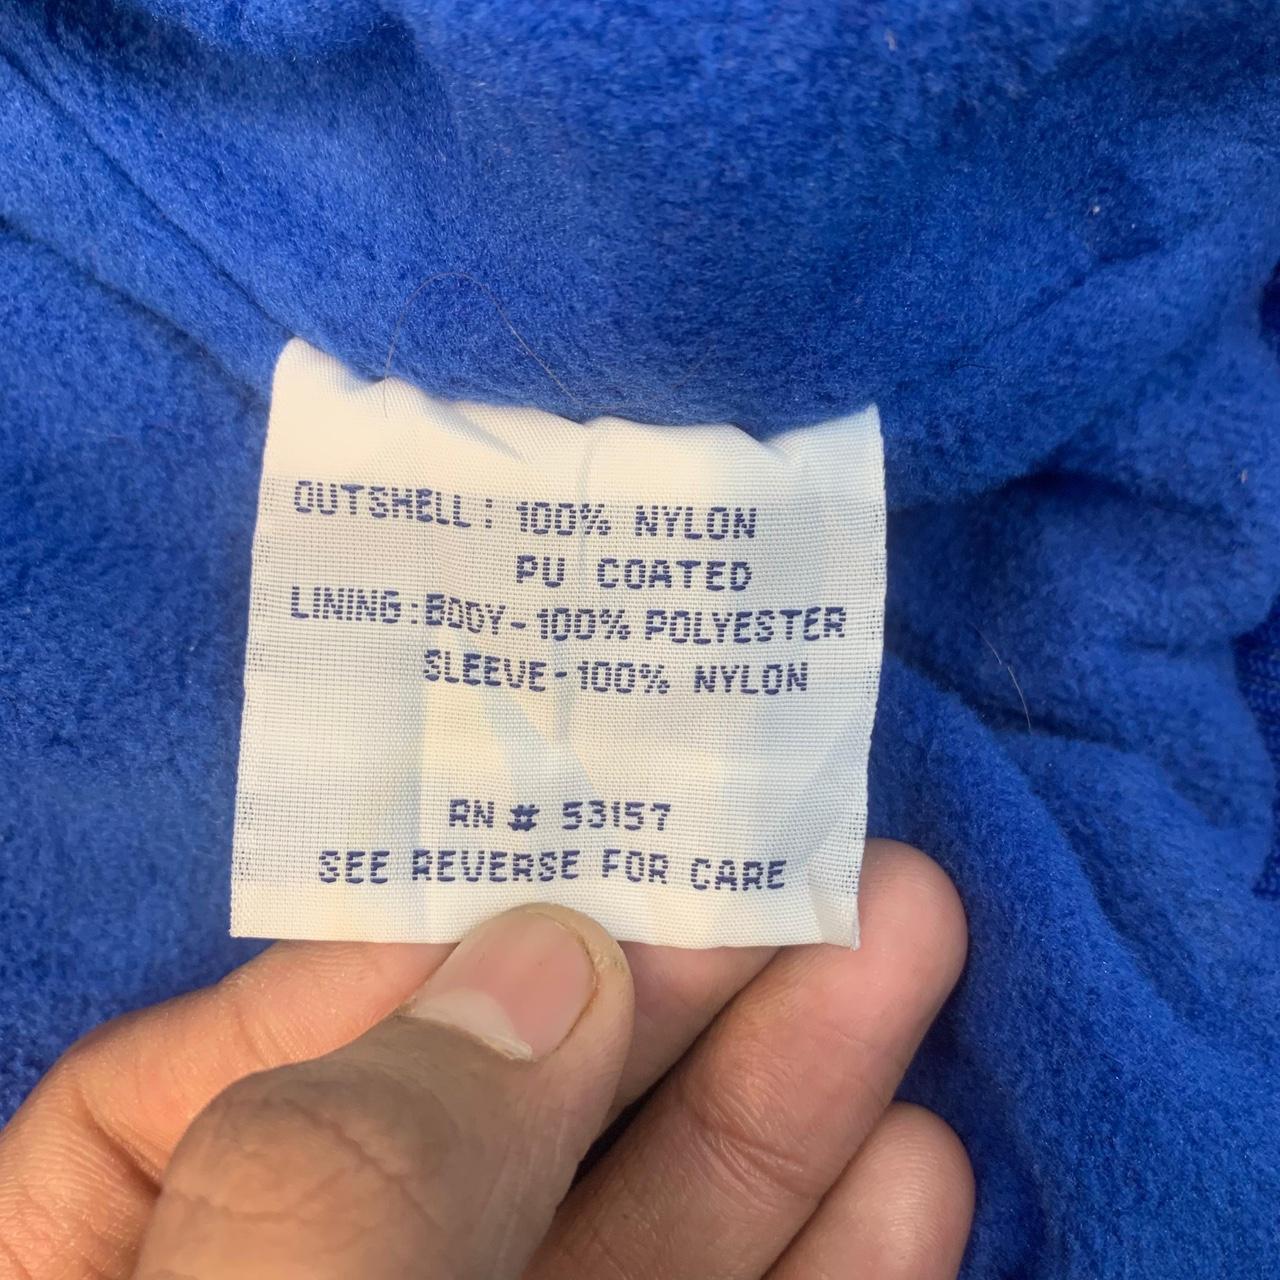 OUTSHELL: 100% NYLON
PU COATED
LINING: BODY- 100% POLYESTER
SLEEVE- 100% NYLON
RN # 53157
SEE REVERSE FOR CARE